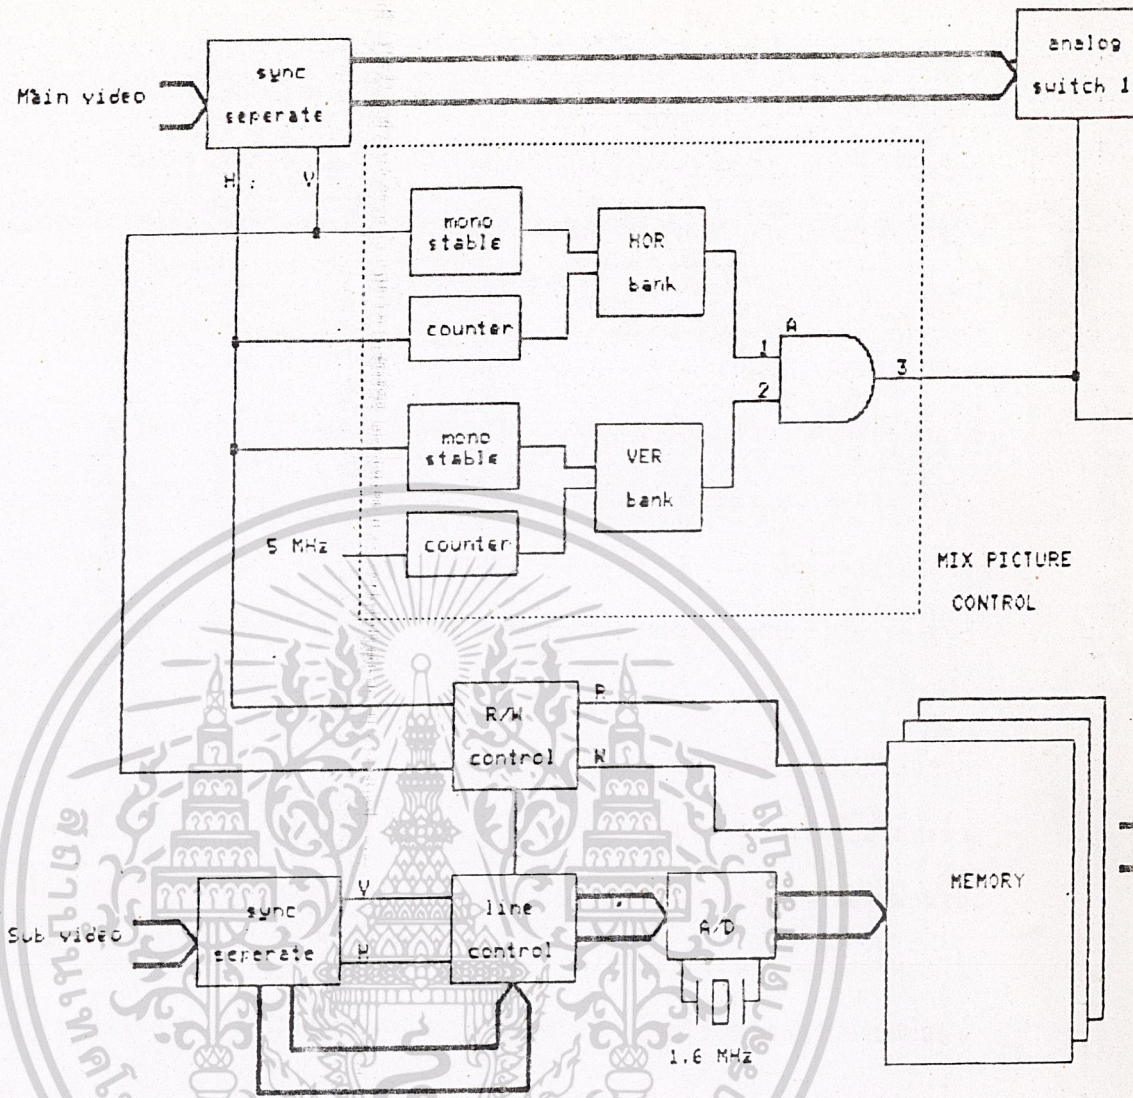 Main video
sync
seperate
analog
switch 1
H
V
mono
stable
HOR
bank
counter
A
1
2
3
mono
stable
VER
bank
5 MHz
counter
MIX PICTURE
CONTROL
R/W
control
R
W
MEMORY
Sub video
sync
seperate
V
H
line
control
A/D
1.6 MHz